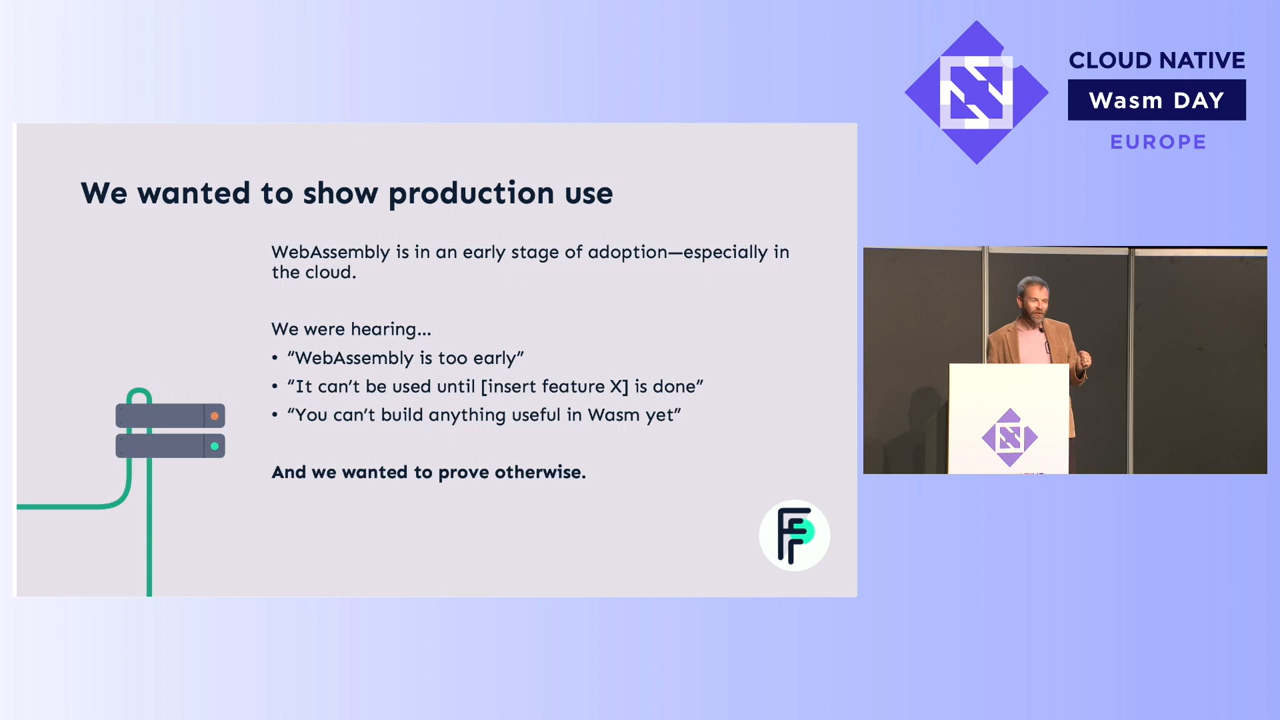 CLOUD NATIVE
Wasm DAY
EUROPE
We wanted to show production use
WebAssembly is in an early stage of adoption—especially in
the cloud.
We were hearing...
• “WebAssembly is too early”
• “It can’t be used until [insert feature X] is done”
• “You can’t build anything useful in Wasm yet”
And we wanted to prove otherwise.